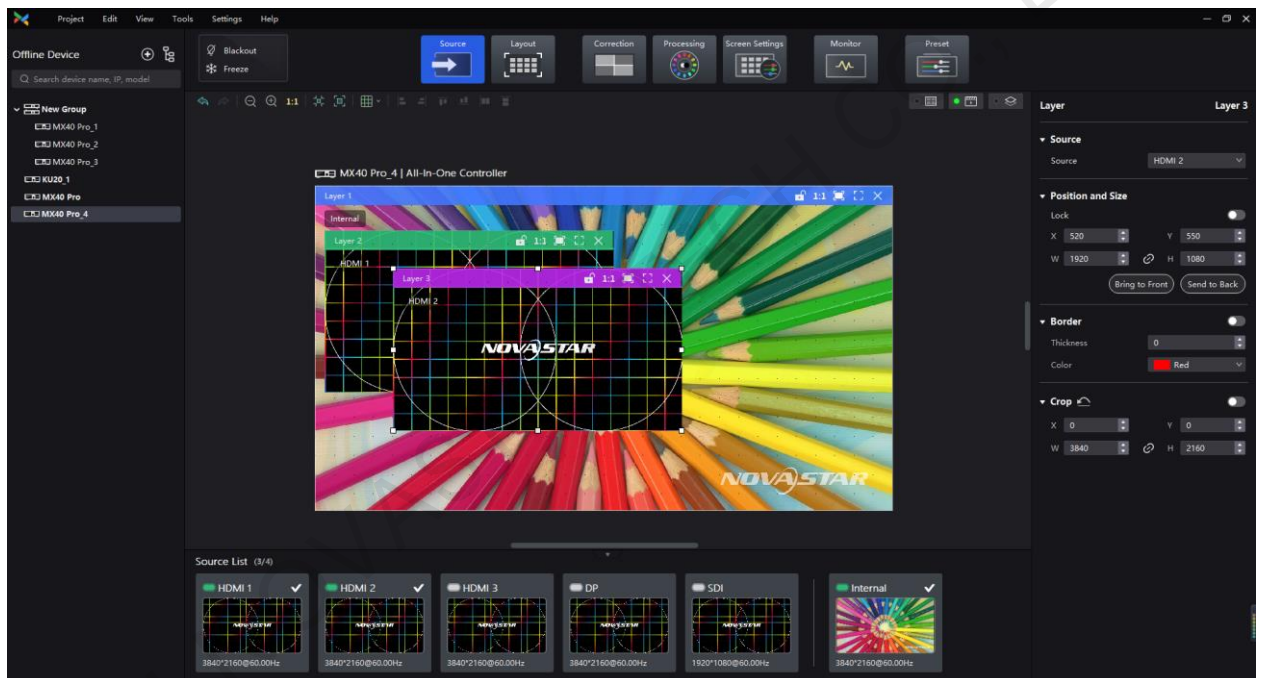 Project Edit View Tools Settings Help
Offline Device
Search device name, IP, model
New Group
MX40 Pro_1
MX40 Pro_2
MX40 Pro_3
KU20_1
MX40 Pro
MX40 Pro_4
Blackout
Freeze
Source Layout Correction Processing Screen Settings Monitor Preset
1:1
MX40 Pro_4 | All-In-One Controller
Layer 1 1:1
Internal
Layer 2 1:1
HDMI 1
Layer 3 1:1
HDMI 2
NOVASTAR
NOVASTAR
Source List (3/4)
HDMI 1 HDMI 2 HDMI 3 DP SDI Internal
NOVASTAR NOVASTAR NOVASTAR NOVASTAR NOVASTAR
3840*2160@60.00Hz 3840*2160@60.00Hz 3840*2160@60.00Hz 3840*2160@60.00Hz 1920*1080@60.00Hz 3840*2160@60.00Hz
Layer Layer 3
Source
Source HDMI 2
Position and Size
Lock
X 520 Y 550
W 1920 H 1080
Bring to Front Send to Back
Border
Thickness 0
Color Red
Crop
X 0 Y 0
W 3840 H 2160